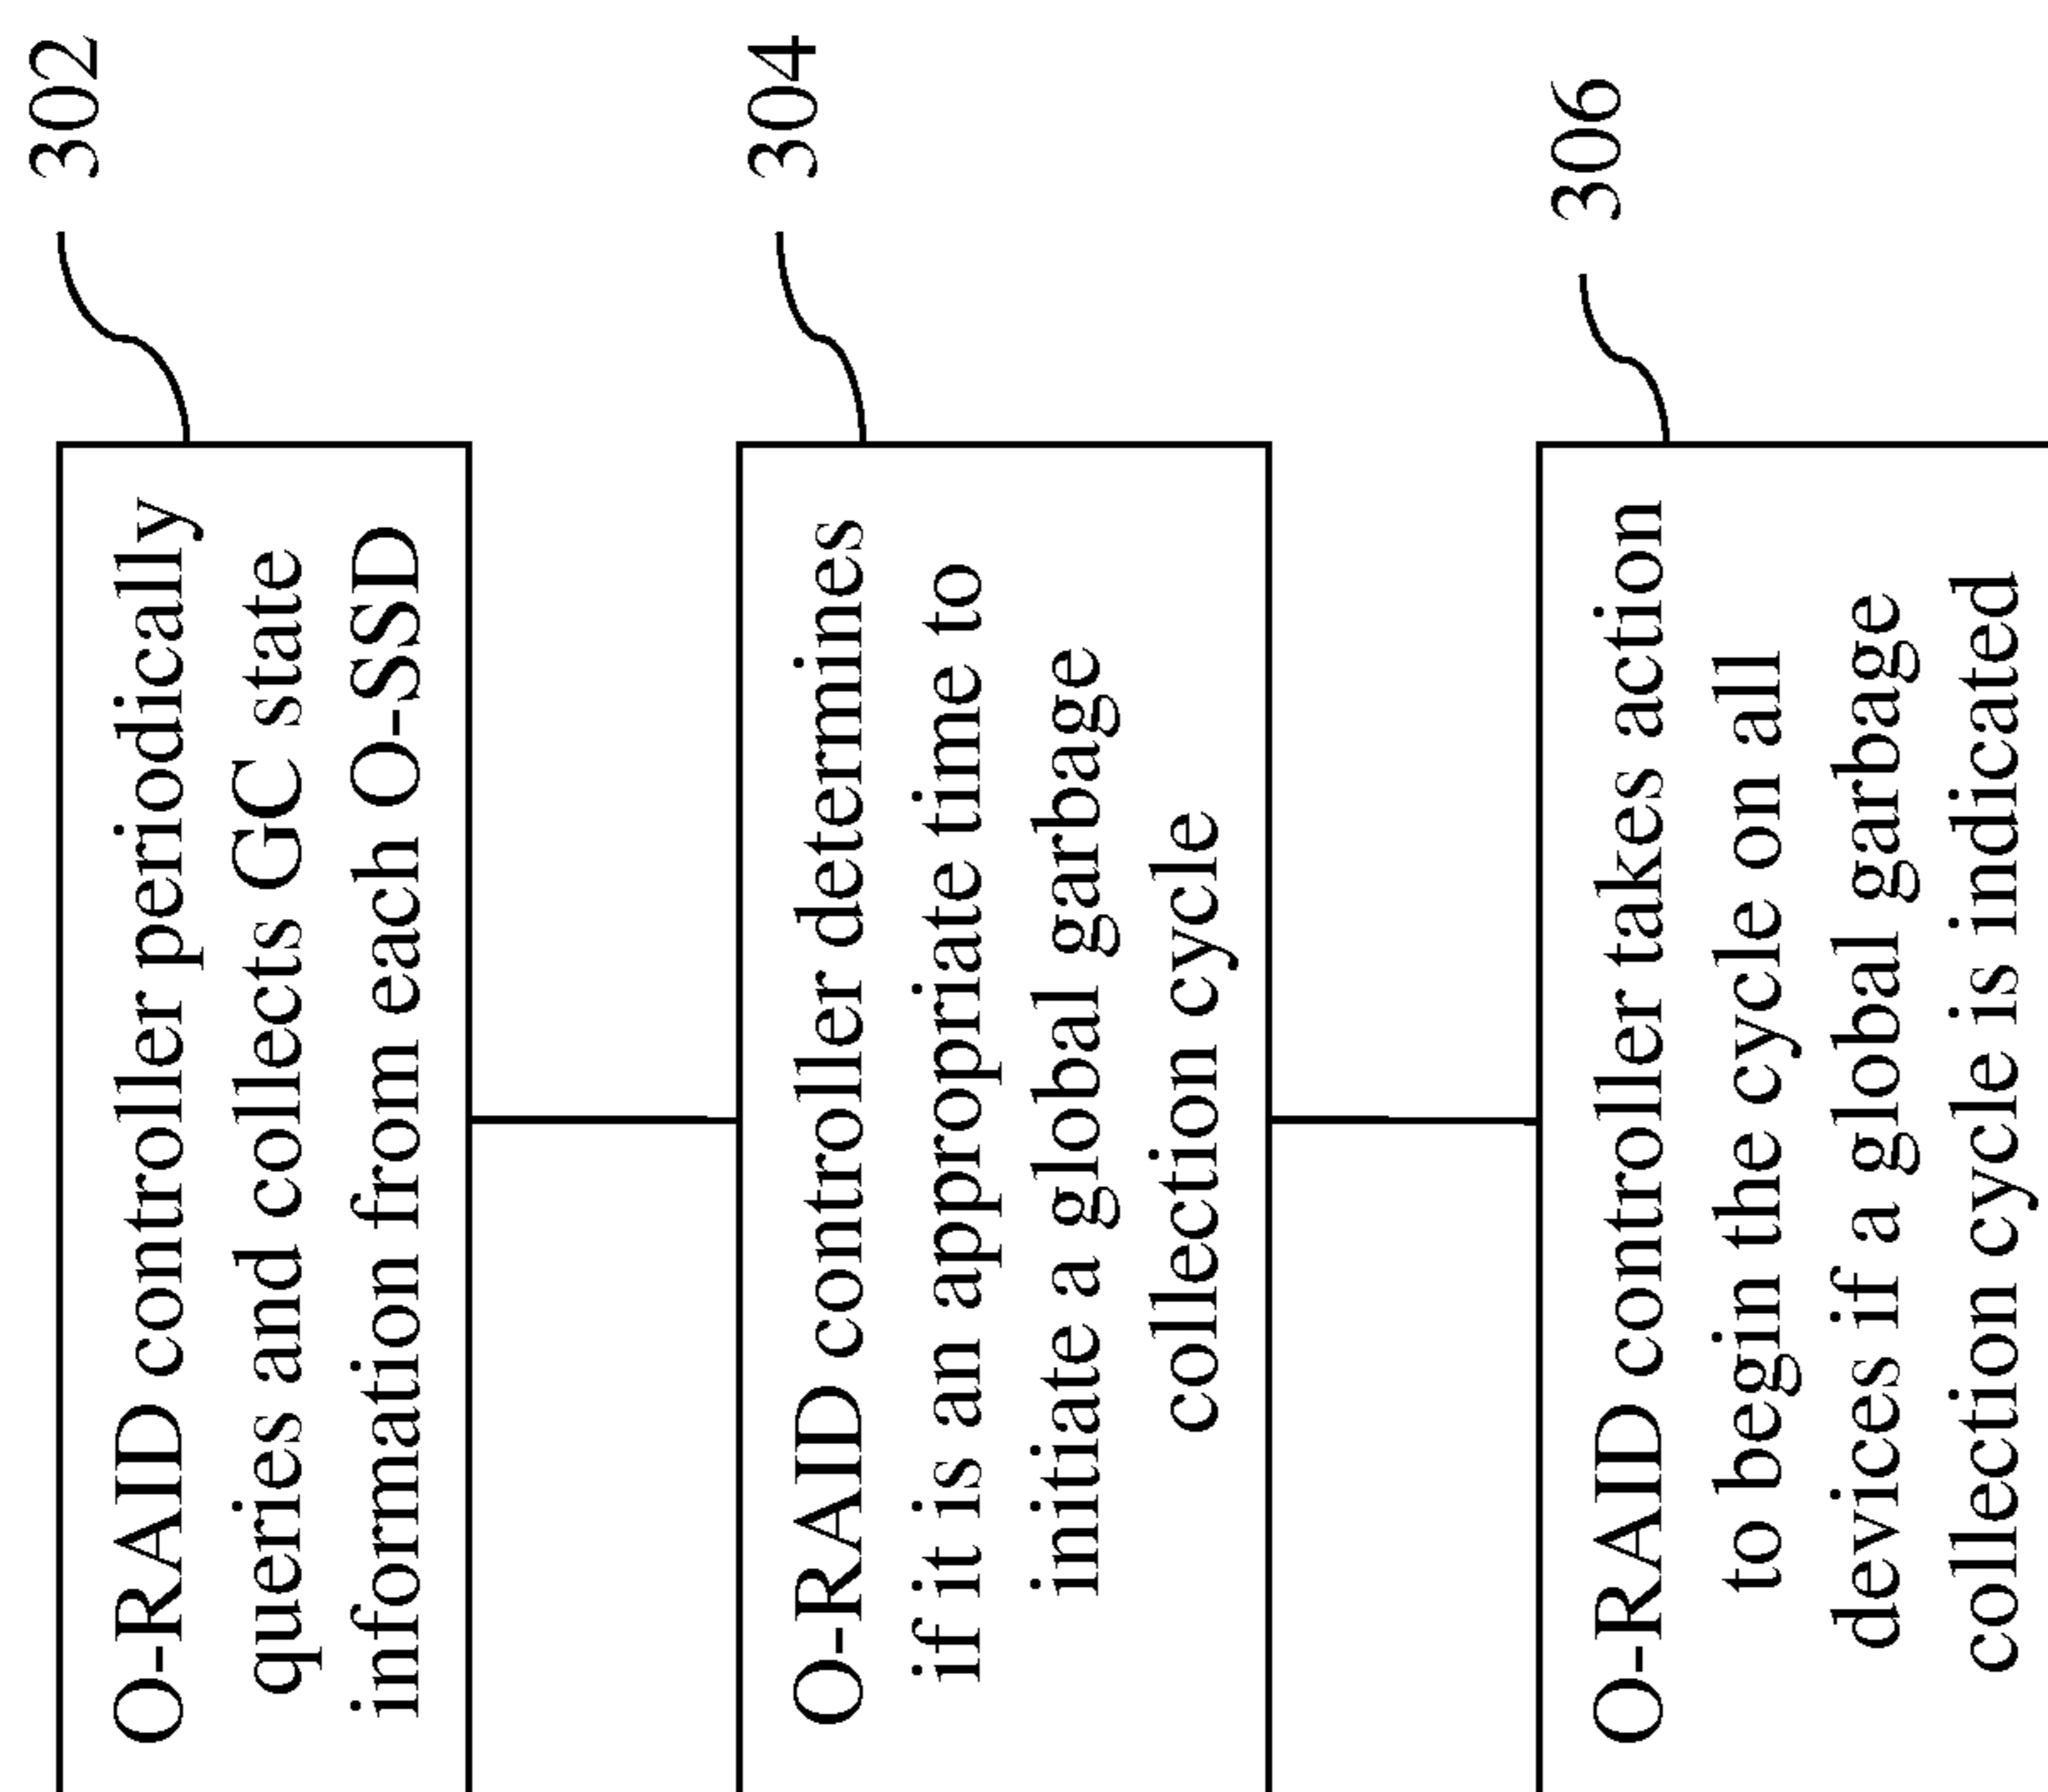 302
O-RAID controller periodically
queries and collects GC state
information from each O-SSD
304
O-RAID controller determines
if it is an appropriate time to
initiate a global garbage
collection cycle
306
O-RAID controller takes action
to begin the cycle on all
devices if a global garbage
collection cycle is indicated